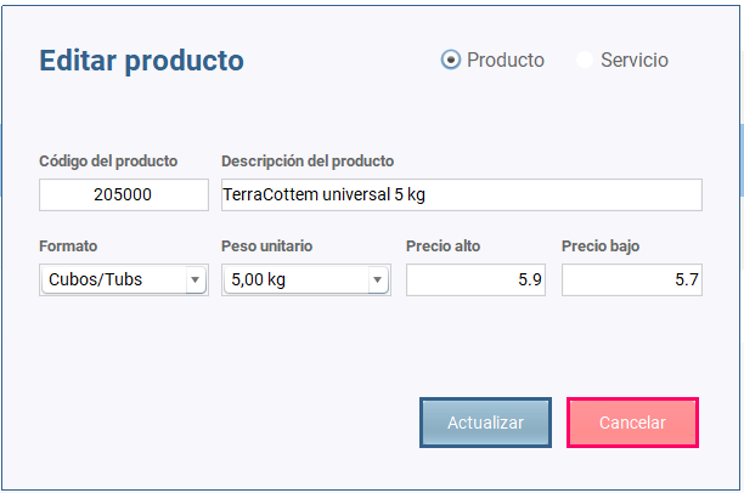 Editar producto
Producto
Servicio
Código del producto
Descripción del producto
205000
TerraCottem universal 5 kg
Formato
Peso unitario
Precio alto
Precio bajo
Cubos/Tubs
5,00 kg
5.9
5.7
Actualizar
Cancelar